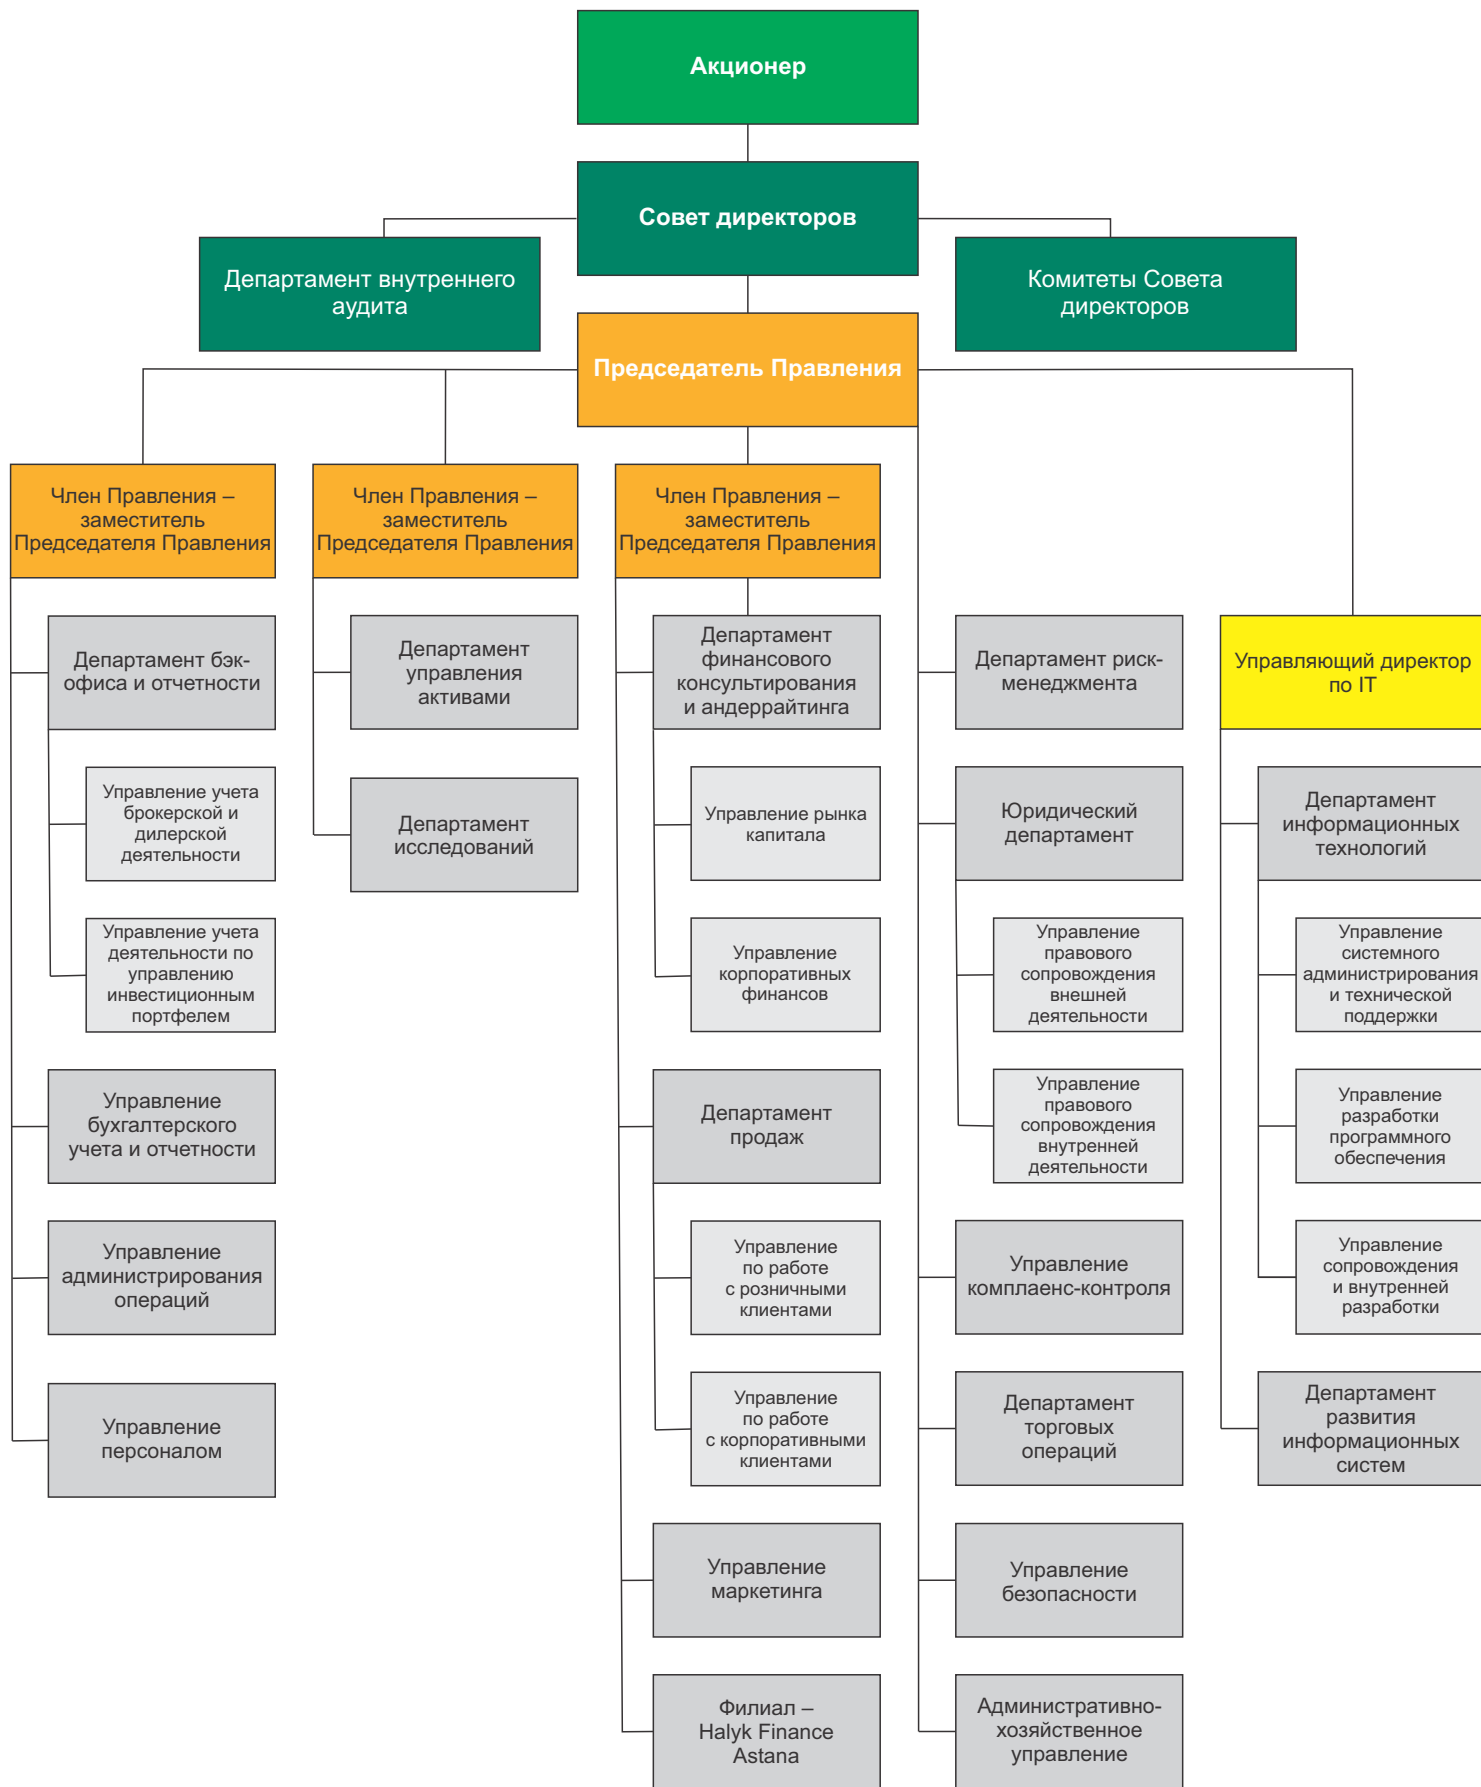 Акционер
Совет директоров
Департамент внутреннего
аудита
Комитеты Совета
директоров
Председатель Правления
Член Правления –
заместитель
Председателя Правления
Член Правления –
заместитель
Председателя Правления
Член Правления –
заместитель
Председателя Правления
Департамент бэк-
офиса и отчетности
Управление учета
брокерской и
дилерской
деятельности
Управление учета
деятельности по
управлению
инвестиционным
портфелем
Управление
бухгалтерского
учета и отчетности
Управление
администрирования
операций
Управление
персоналом
Департамент
управления
активами
Департамент
исследований
Департамент
финансового
консультирования
и андеррайтинга
Управление рынка
капитала
Управление
корпоративных
финансов
Департамент
продаж
Управление
по работе
с розничными
клиентами
Управление
по работе
с корпоративными
клиентами
Управление
маркетинга
Филиал –
Halyk Finance
Astana
Департамент риск-
менеджмента
Юридический
департамент
Управление
правового
сопровождения
внешней
деятельности
Управление
правового
сопровождения
внутренней
деятельности
Управление
комплаенс-контроля
Департамент
торговых
операций
Управление
безопасности
Административно-
хозяйственное
управление
Управляющий директор
по IT
Департамент
информационных
технологий
Управление
системного
администрирования
и технической
поддержки
Управление
разработки
программного
обеспечения
Управление
сопровождения
и внутренней
разработки
Департамент
развития
информационных
систем